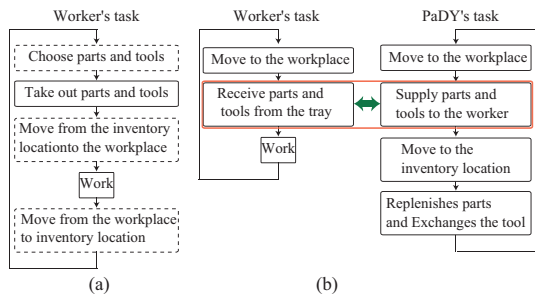 Worker's task
Choose parts and tools
Take out parts and tools
Move from the inventory
locationto the workplace
Work
Move from the workplace
to inventory location
(a)
Worker's task
Move to the workplace
Receive parts and
tools from the tray
Work
PaDY's task
Move to the workplace
Supply parts and
tools to the worker
Move to the
inventory location
Replenishes parts
and Exchanges the tool
(b)